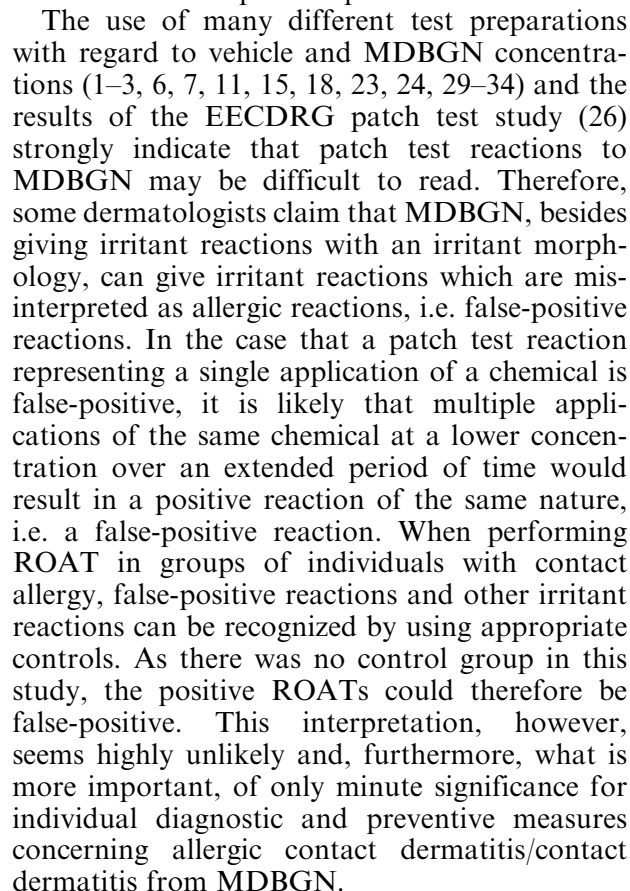 The use of many different test preparations
with regard to vehicle and MDBGN concentra-
tions (1–3, 6, 7, 11, 15, 18, 23, 24, 29–34) and the
results of the EECDRG patch test study (26)
strongly indicate that patch test reactions to
MDBGN may be difficult to read. Therefore,
some dermatologists claim that MDBGN, besides
giving irritant reactions with an irritant morph-
ology, can give irritant reactions which are mis-
interpreted as allergic reactions, i.e. false-positive
reactions. In the case that a patch test reaction
representing a single application of a chemical is
false-positive, it is likely that multiple appli-
cations of the same chemical at a lower concen-
tration over an extended period of time would
result in a positive reaction of the same nature,
i.e. a false-positive reaction. When performing
ROAT in groups of individuals with contact
allergy, false-positive reactions and other irritant
reactions can be recognized by using appropriate
controls. As there was no control group in this
study, the positive ROATs could therefore be
false-positive. This interpretation, however,
seems highly unlikely and, furthermore, what is
more important, of only minute significance for
individual diagnostic and preventive measures
concerning allergic contact dermatitis/contact
dermatitis from MDBGN.